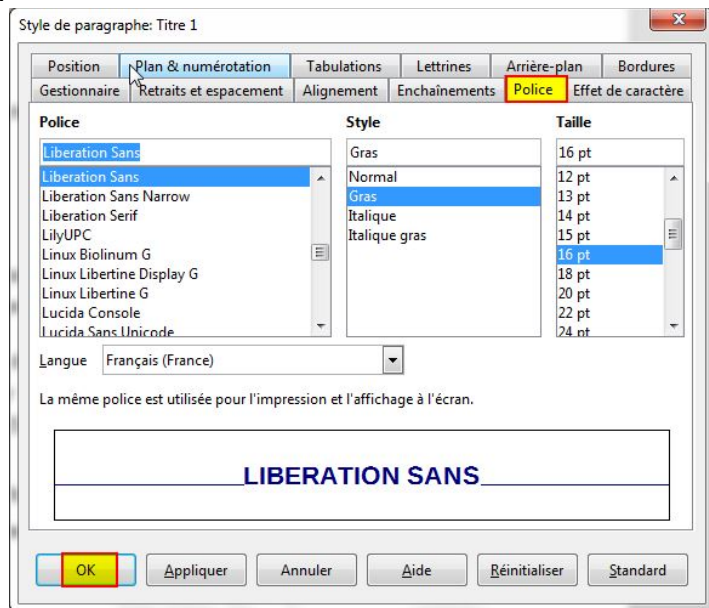 Style de paragraphe: Titre 1
Position Plan & numérotation Tabulations Lettrines Arrière-plan Bordures
Gestionnaire Retraits et espacement Alignement Enchaînements Police Effet de caractère
Police Style Taille
Liberation Sans Gras 16 pt
Liberation Sans Normal 12 pt
Liberation Sans Narrow Gras 13 pt
Liberation Serif Italique 14 pt
LilyUPC Italique gras 15 pt
Linux Biolinum G 16 pt
Linux Libertine Display G 18 pt
Linux Libertine G 20 pt
Lucida Console 22 pt
Lucida Sans Unicode 24 pt
Langue Français (France)
La même police est utilisée pour l'impression et l'affichage à l'écran.
LIBERATION SANS
OK Appliquer Annuler Aide Réinitialiser Standard